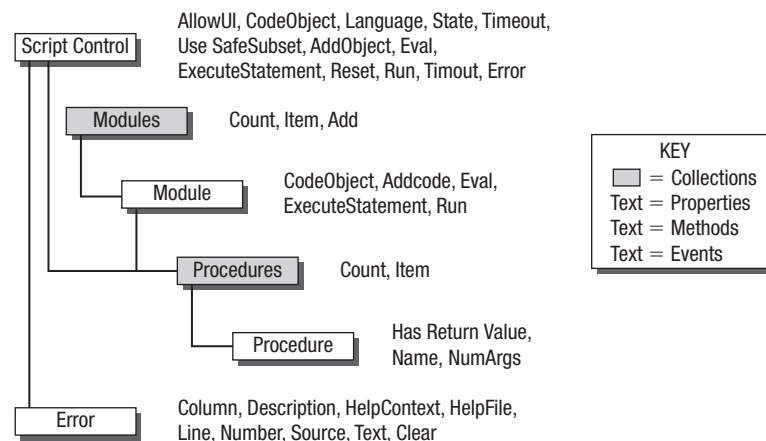 AllowUI, CodeObject, Language, State, Timeout,
Script Control
Use SafeSubset, AddObject, Eval,
ExecuteStatement, Reset, Run, Timout, Error
Modules
Count, Item, Add
KEY
= Collections
Text = Properties
Text = Methods
Text = Events
Module
CodeObject, Addcode, Eval,
ExecuteStatement, Run
Procedures
Count, Item
Procedure
Has Return Value,
Name, NumArgs
Error
Column, Description, HelpContext, HelpFile,
Line, Number, Source, Text, Clear